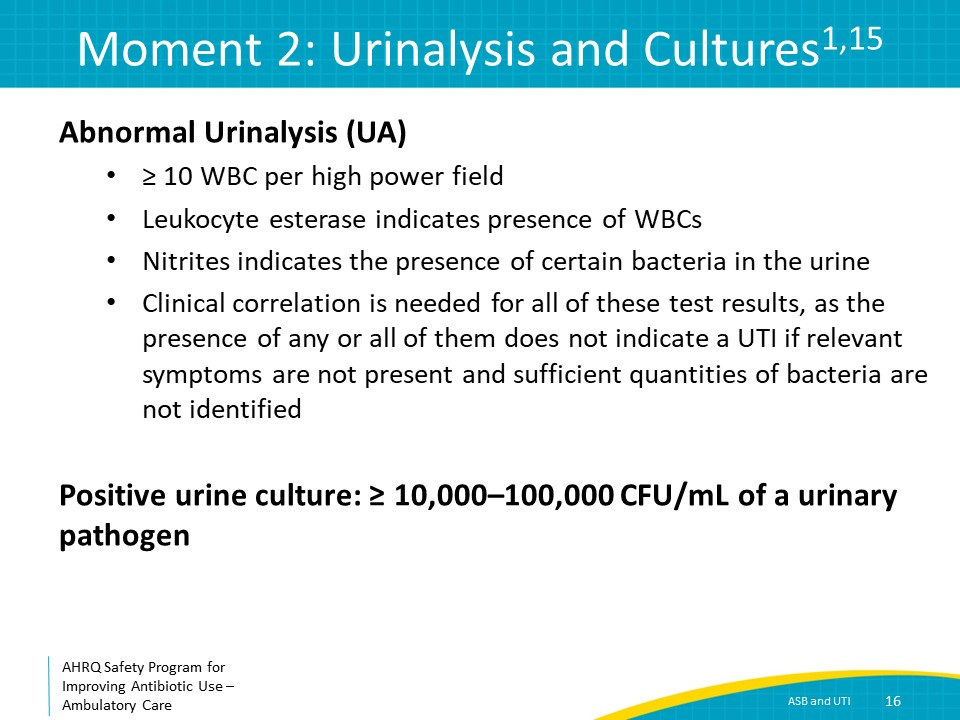 Moment 2: Urinalysis and Cultures1,15
Abnormal Urinalysis (UA)
• ≥ 10 WBC per high power field
• Leukocyte esterase indicates presence of WBCs
• Nitrites indicates the presence of certain bacteria in the urine
• Clinical correlation is needed for all of these test results, as the
presence of any or all of them does not indicate a UTI if relevant
symptoms are not present and sufficient quantities of bacteria are
not identified
Positive urine culture: ≥ 10,000–100,000 CFU/mL of a urinary
pathogen
AHRQ Safety Program for
Improving Antibiotic Use –
Ambulatory Care
ASB and UTI 16